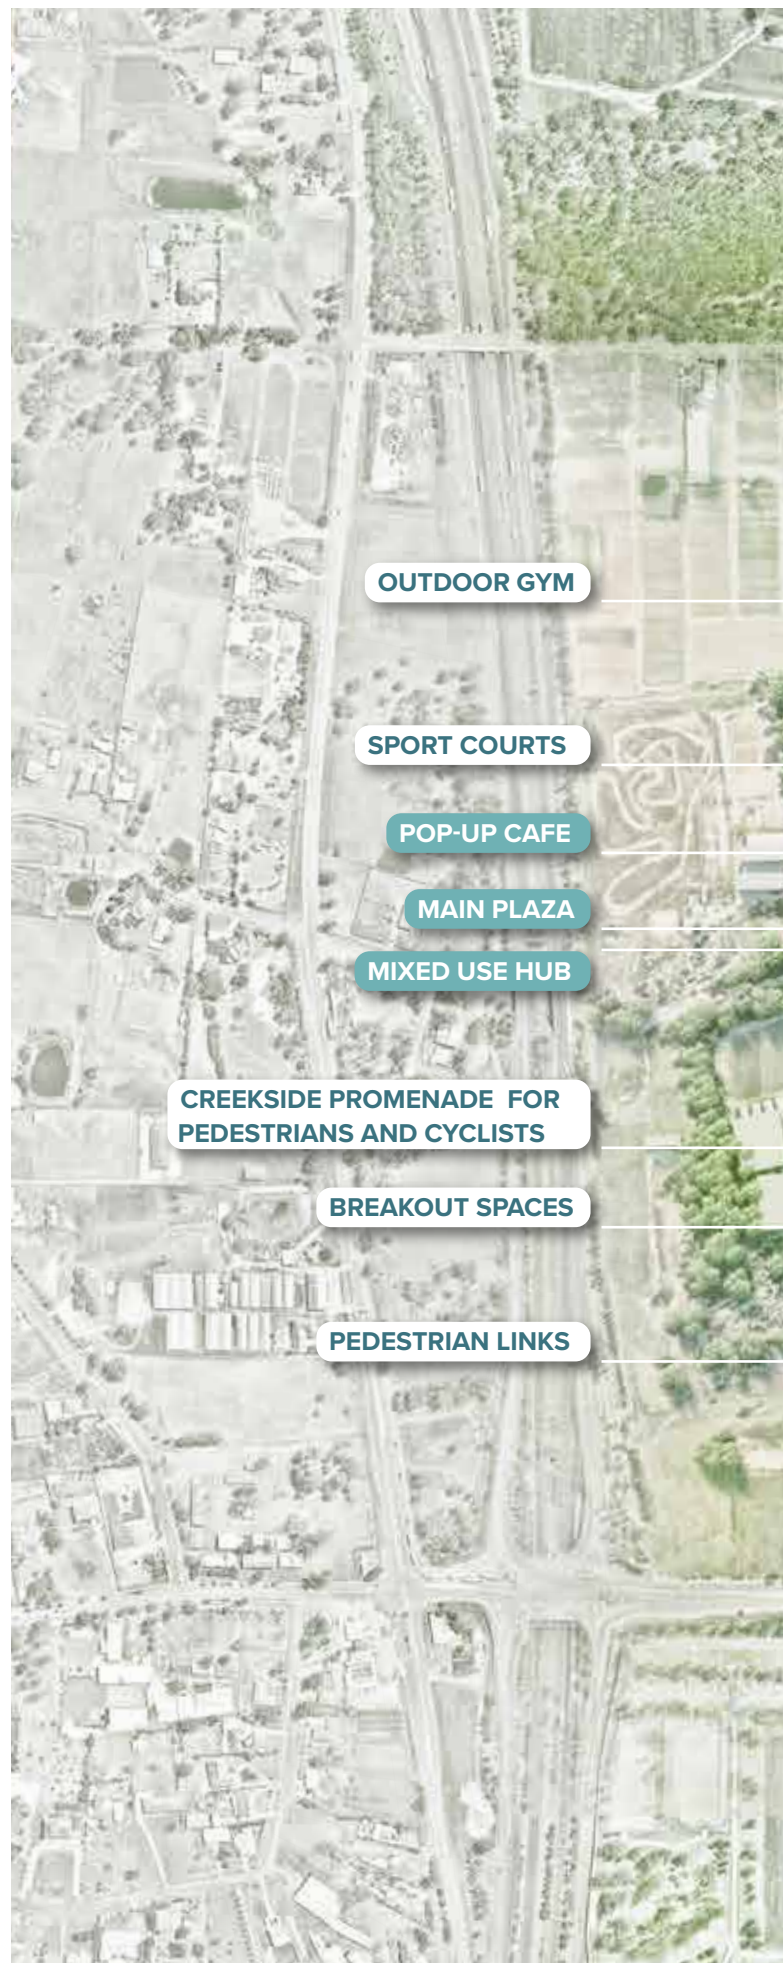 OUTDOOR GYM
SPORT COURTS
POP-UP CAFE
MAIN PLAZA
MIXED USE HUB
CREEKSIDE PROMENADE FOR
PEDESTRIANS AND CYCLISTS
BREAKOUT SPACES
PEDESTRIAN LINKS